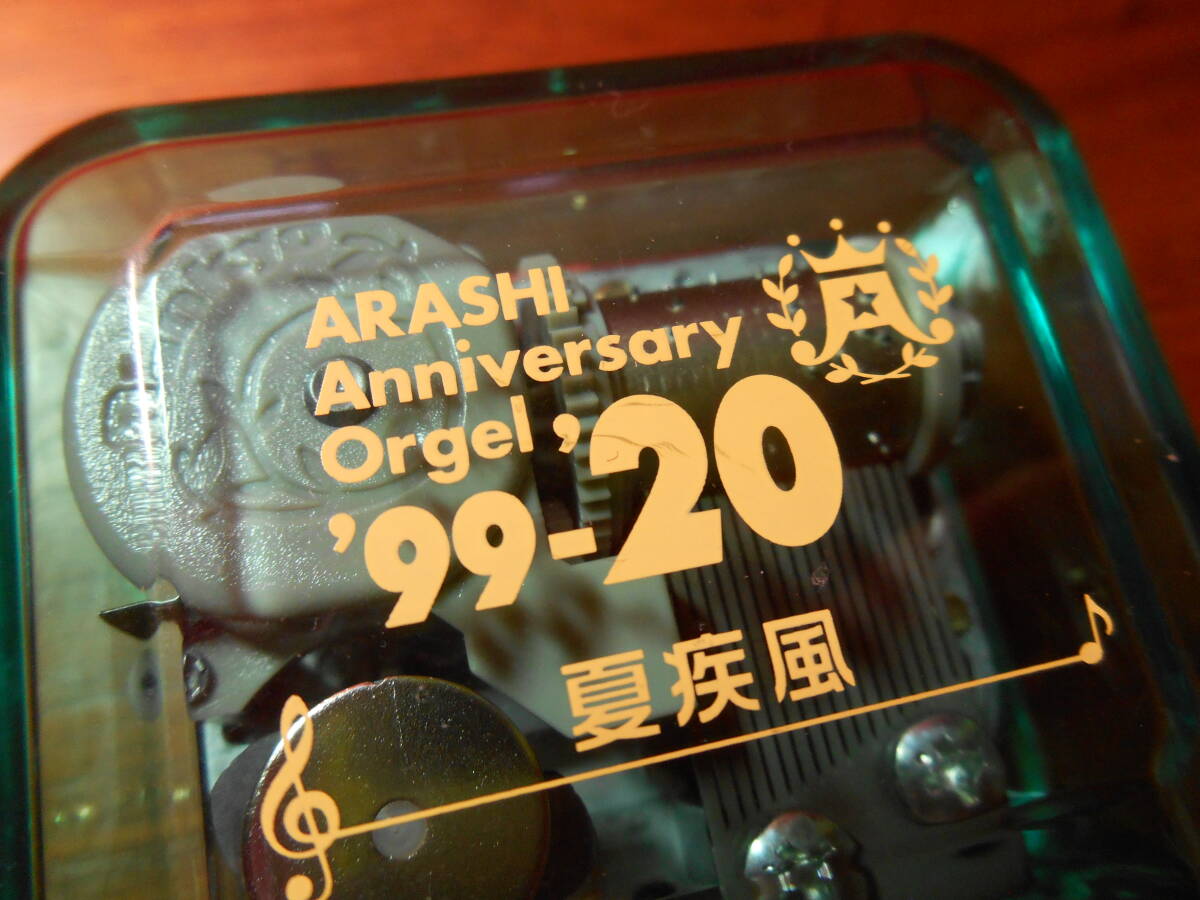 ARASHI
Anniversary
Orgel
'99-'20
夏疾風